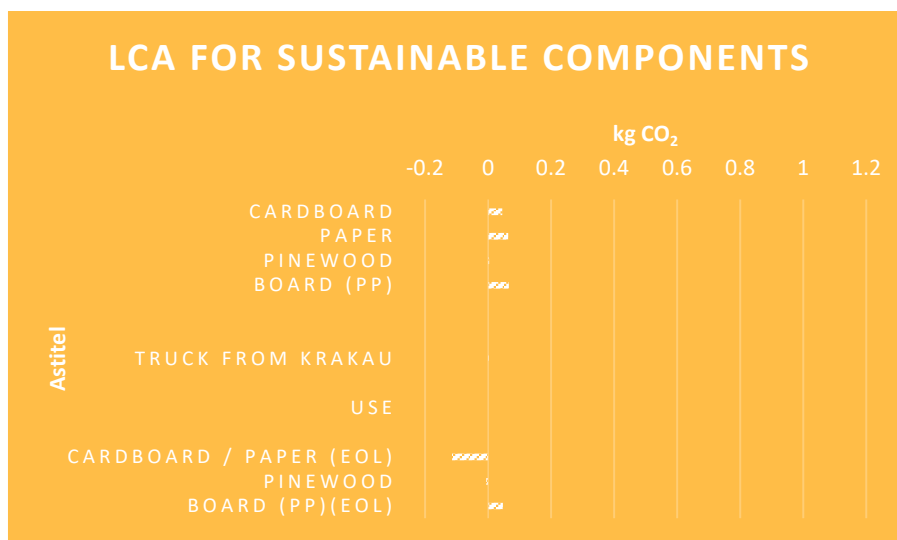 LCA FOR SUSTAINABLE COMPONENTS
kg CO₂
-0.2 0 0.2 0.4 0.6 0.8 1 1.2
CARDBOARD
PAPER
PINEWOOD
BOARD (PP)
Astitel
TRUCK FROM KRAKAU
USE
CARDBOARD / PAPER (EOL)
PINEWOOD
BOARD (PP)(EOL)